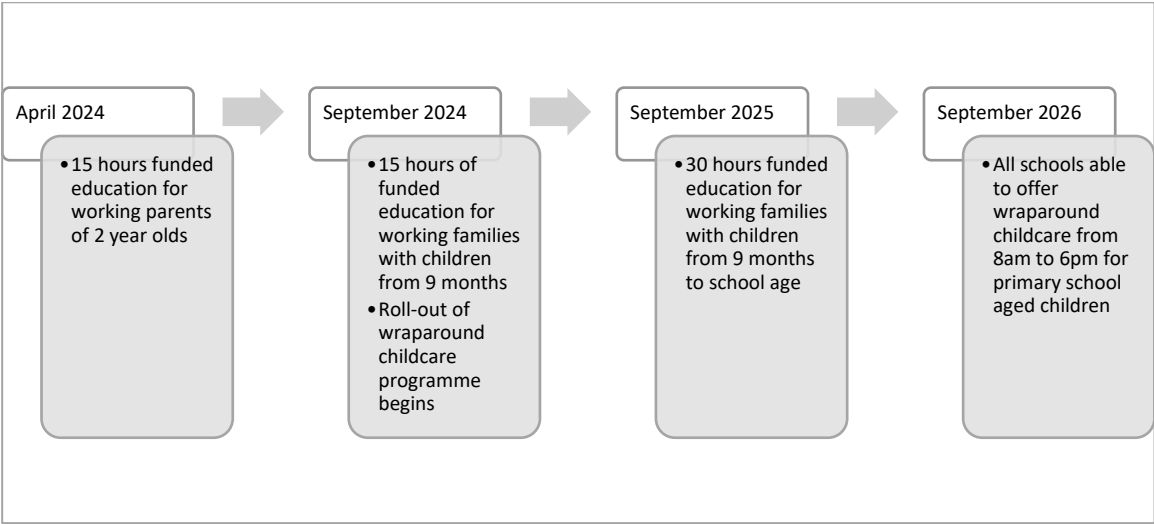 April 2024
•15 hours funded
education for
working parents
of 2 year olds
September 2024
•15 hours of
funded
education for
working families
with children
from 9 months
•Roll-out of
wraparound
childcare
programme
begins
September 2025
•30 hours funded
education for
working families
with children
from 9 months
to school age
September 2026
•All schools able
to offer
wraparound
childcare from
8am to 6pm for
primary school
aged children